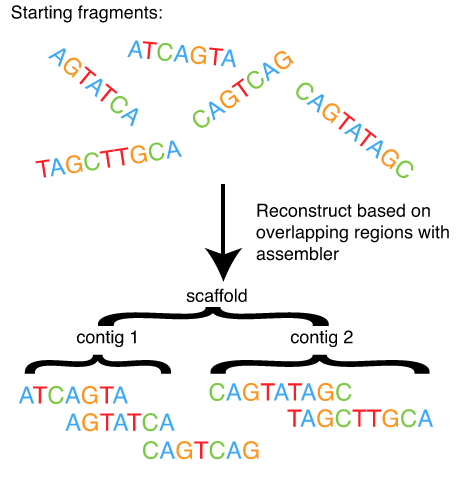 Starting fragments:
ATCAGTA
AGTATCA
CAGTCAG
CAGTATAGC
TAGCTTGCA
Reconstruct based on
overlapping regions with
assembler
scaffold
contig 1
contig 2
ATCAGTA
CAGTATAGC
AGTATCA
TAGCTTGCA
CAGTCAG